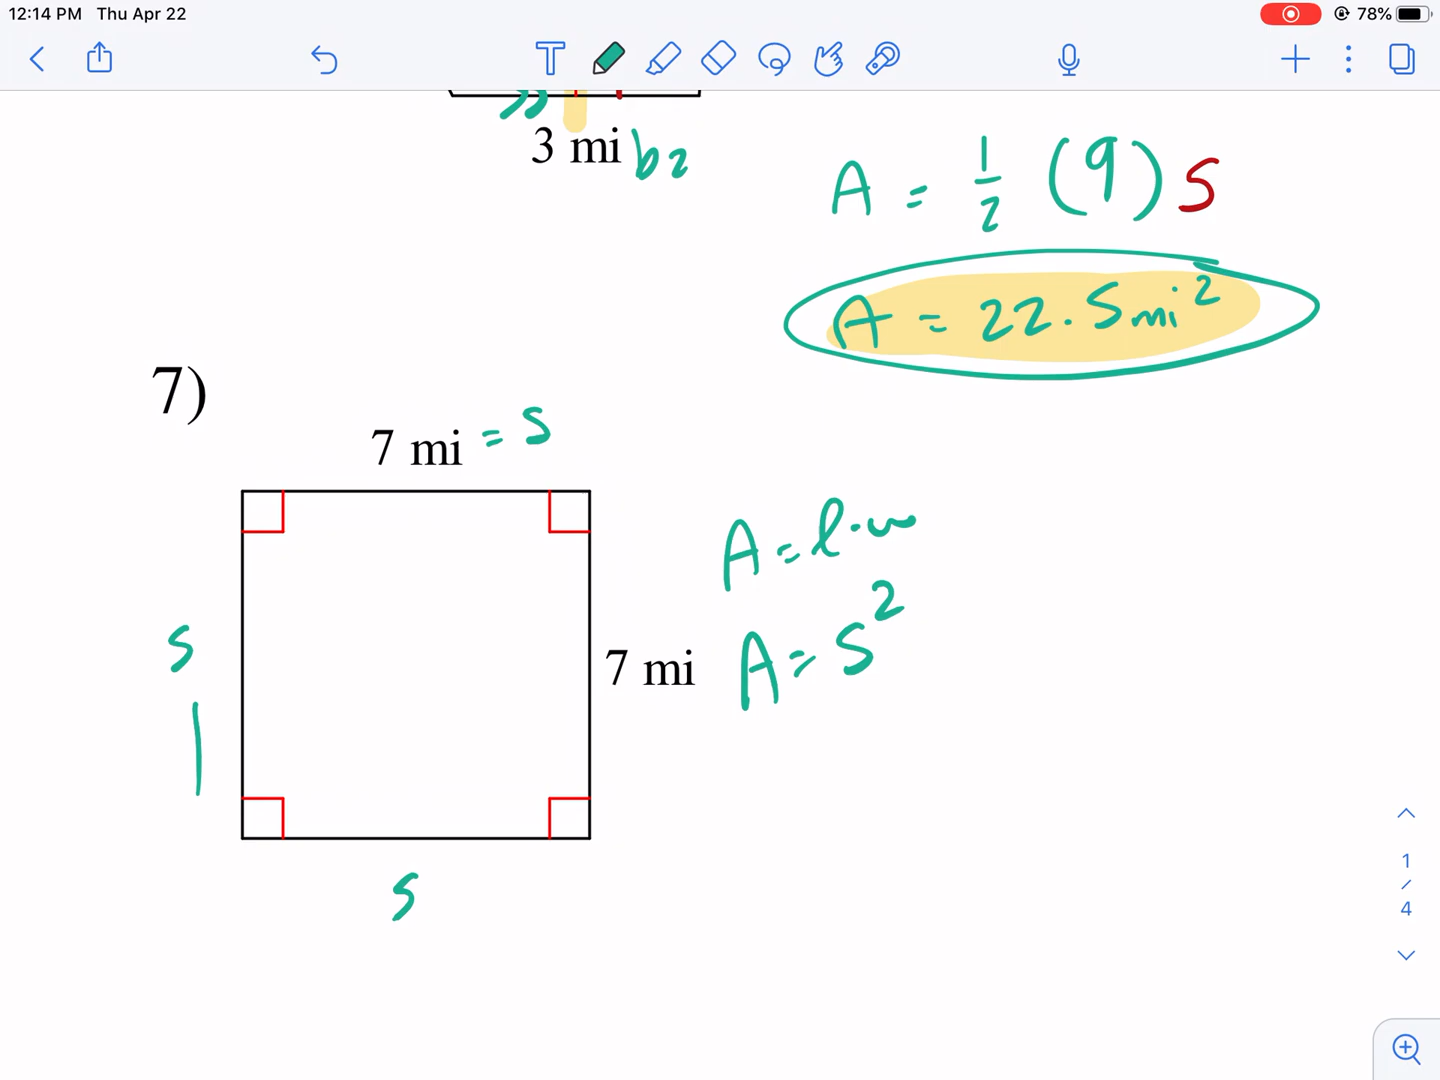 12:14 PM Thu Apr 22
78%
T
3 mi b2
A = 1/2 (9) 5
A = 22.5 mi²
7)
7 mi = s
A = l · w
s
7 mi
A = s²
s
1
/
4